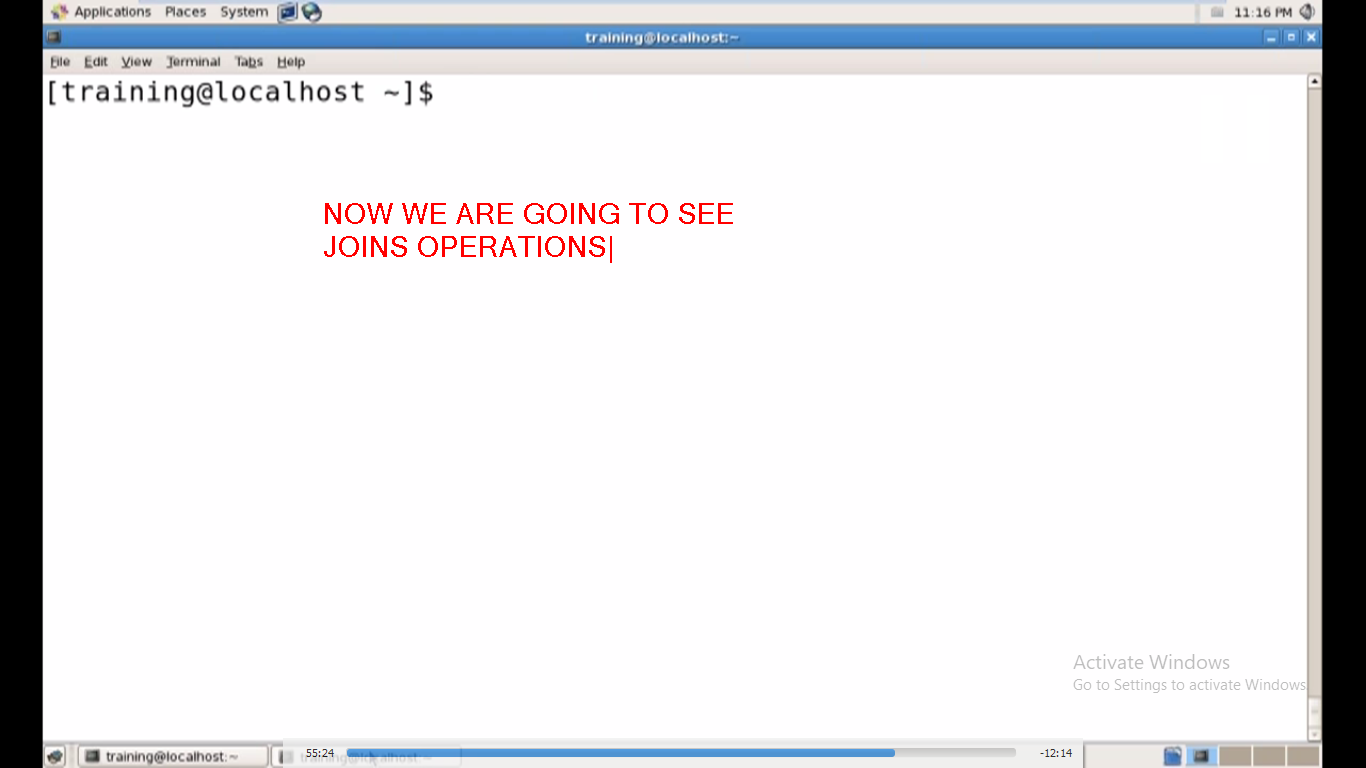 Applications Places System 11:16 PM
training@localhost:~
File Edit View Terminal Tabs Help
[training@localhost ~]$
NOW WE ARE GOING TO SEE
JOINS OPERATIONS
Activate Windows
Go to Settings to activate Windows
training@localhost:~ training@localhost:~ 55:24 -12:14